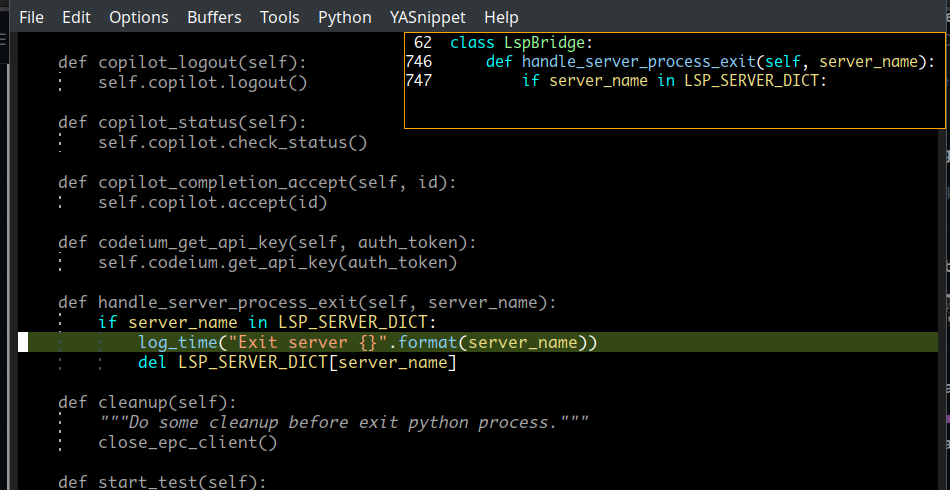 File Edit Options Buffers Tools Python YASnippet Help
62 class LspBridge:
746 def handle_server_process_exit(self, server_name):
747 if server_name in LSP_SERVER_DICT:
def copilot_logout(self):
self.copilot.logout()
def copilot_status(self):
self.copilot.check_status()
def copilot_completion_accept(self, id):
self.copilot.accept(id)
def codeium_get_api_key(self, auth_token):
self.codeium.get_api_key(auth_token)
def handle_server_process_exit(self, server_name):
if server_name in LSP_SERVER_DICT:
log_time("Exit server {}".format(server_name))
del LSP_SERVER_DICT[server_name]
def cleanup(self):
"""Do some cleanup before exit python process."""
close_epc_client()
def start_test(self):